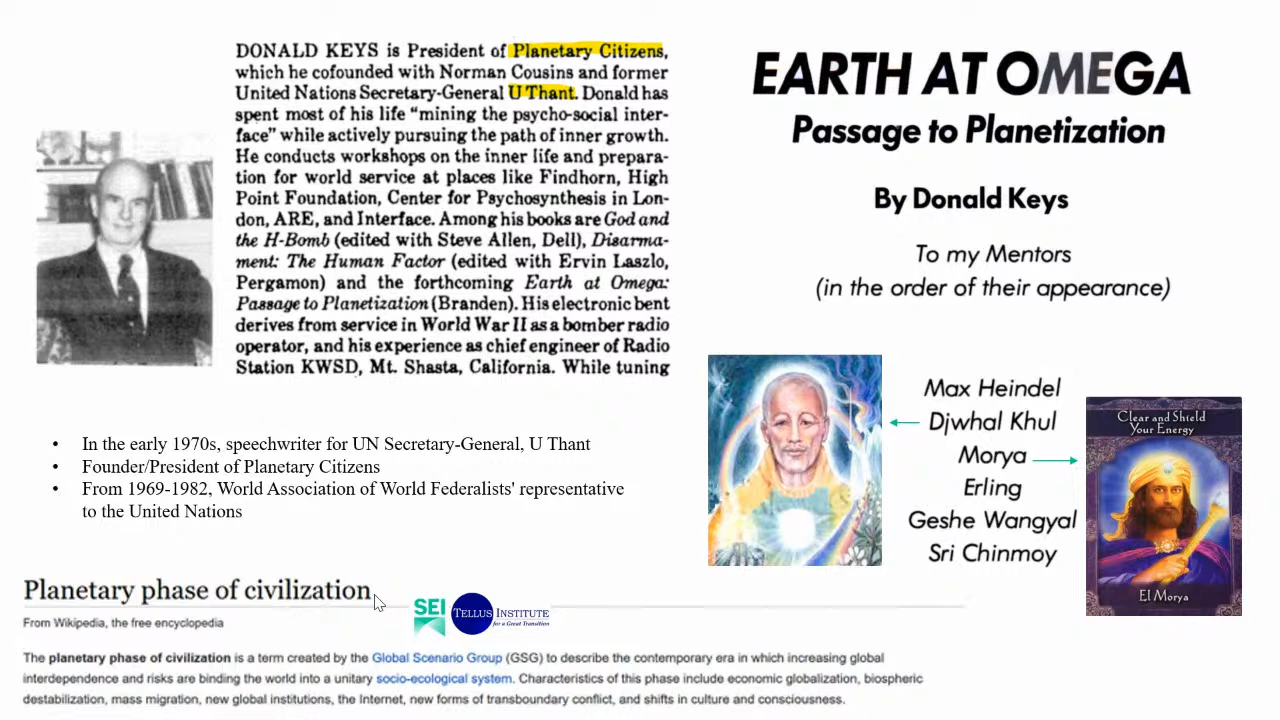 DONALD KEYS is President of Planetary Citizens,
which he cofounded with Norman Cousins and former
United Nations Secretary-General U Thant. Donald has
spent most of his life "mining the psycho-social inter-
face" while actively pursuing the path of inner growth.
He conducts workshops on the inner life and prepara-
tion for world service at places like Findhorn, High
Point Foundation, Center for Psychosynthesis in Lon-
don, ARE, and Interface. Among his books are God and
the H-Bomb (edited with Steve Allen, Dell), Disarma-
ment: The Human Factor (edited with Ervin Laszlo,
Pergamon) and the forthcoming Earth at Omega:
Passage to Planetization (Branden). His electronic bent
derives from service in World War II as a bomber radio
operator, and his experience as chief engineer of Radio
Station KWSD, Mt. Shasta, California. While tuning
• In the early 1970s, speechwriter for UN Secretary-General, U Thant
• Founder/President of Planetary Citizens
• From 1969-1982, World Association of World Federalists' representative
to the United Nations
EARTH AT OMEGA
Passage to Planetization
By Donald Keys
To my Mentors
(in the order of their appearance)
Max Heindel
Djwhal Khul
Morya
Erling
Geshe Wangyal
Sri Chinmoy
Clear and Shield
Your Energy
El Morya
Planetary phase of civilization
SEI
TELLUS INSTITUTE
for a Great Transition
From Wikipedia, the free encyclopedia
The planetary phase of civilization is a term created by the Global Scenario Group (GSG) to describe the contemporary era in which increasing global
interdependence and risks are binding the world into a unitary socio-ecological system. Characteristics of this phase include economic globalization, biospheric
destabilization, mass migration, new global institutions, the Internet, new forms of transboundary conflict, and shifts in culture and consciousness.